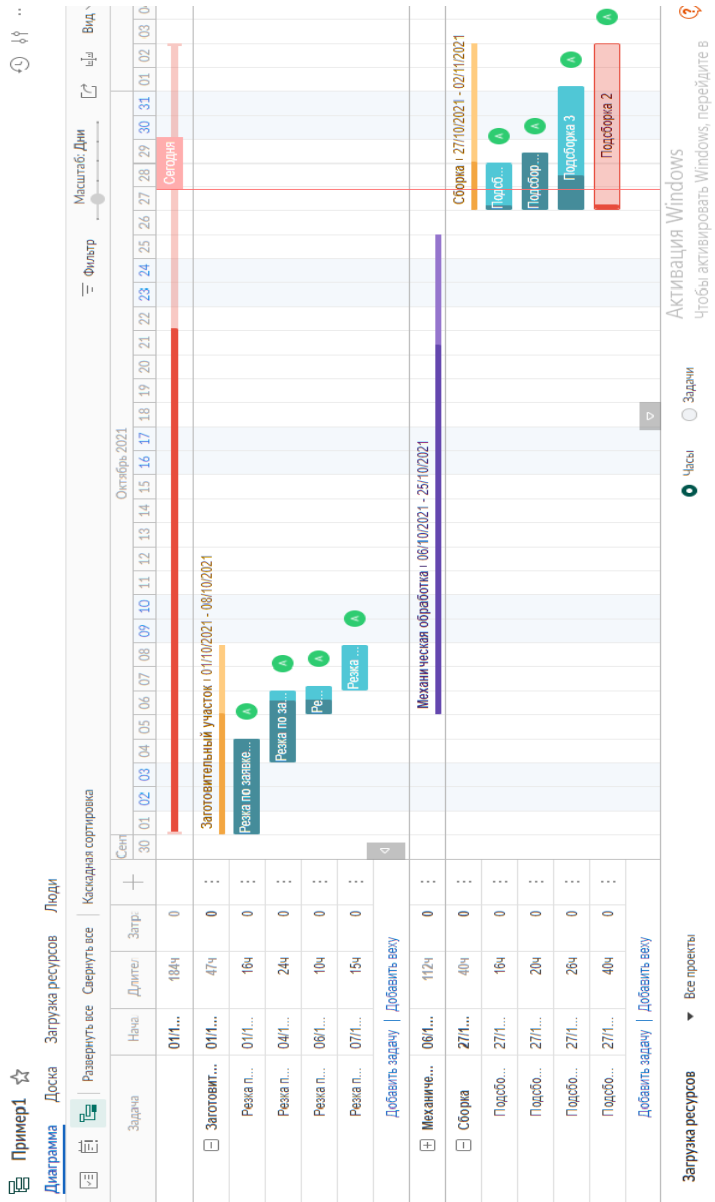 Пример1
Диаграмма Доска Загрузка ресурсов Люди
Развернуть все Свернуть все Каскадная сортировка Фильтр Масштаб: Дни Вид
Задача Нача. Длите/ Затр. Сент Октябрь 2021
30 01 02 03 04 05 06 07 08 09 10 11 12 13 14 15 16 17 18 19 20 21 22 23 24 25 26 27 28 29 30 31 01 02 03
01/1... 184ч 0 Сегодня
Заготовит... 01/1... 47ч 0 Заготовительный участок 01/10/2021 - 08/10/2021
Резка п... 01/1... 16ч 0 Резка по заявке... А
Резка п... 04/1... 24ч 0 Резка по за... А
Резка п... 06/1... 10ч 0 Ре... А
Резка п... 07/1... 15ч 0 Резка ... А
Добавить задачу | Добавить веху
Механиче... 06/1... 112ч 0 Механическая обработка 06/10/2021 - 25/10/2021
Сборка 27/1... 40ч 0 Сборка 27/10/2021 - 02/11/2021
Подсбо... 27/1... 16ч 0 Подсб... А
Подсбо... 27/1... 20ч 0 Подсбор... А
Подсбо... 27/1... 26ч 0 Подсборка 3 А
Подсбо... 27/1... 40ч 0 Подсборка 2 А
Добавить задачу | Добавить веху
Активация Windows
Чтобы активировать Windows, перейдите в
Загрузка ресурсов Все проекты Часы Задачи